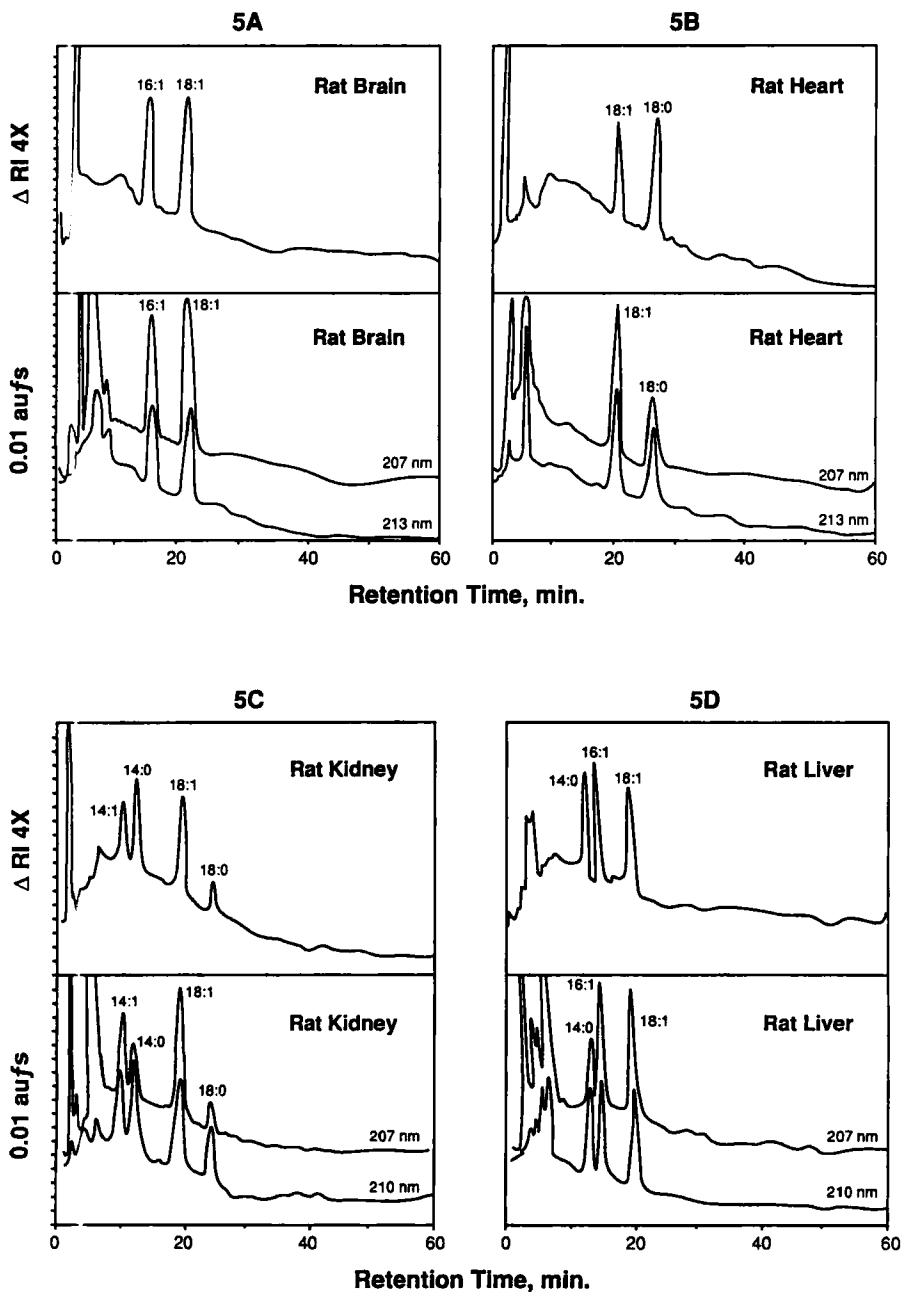 5A
5B
Δ RI 4X
16:1
18:1
Rat Brain
18:1
18:0
Rat Heart
0.01 aufs
16:1
18:1
Rat Brain
207 nm
213 nm
18:1
18:0
Rat Heart
207 nm
213 nm
0
20
40
60
0
20
40
60
Retention Time, min.
5C
5D
Δ RI 4X
14:1
14:0
18:1
18:0
Rat Kidney
14:0
16:1
18:1
Rat Liver
0.01 aufs
14:1
14:0
18:1
18:0
Rat Kidney
207 nm
210 nm
16:1
14:0
18:1
Rat Liver
207 nm
210 nm
0
20
40
60
0
20
40
60
Retention Time, min.